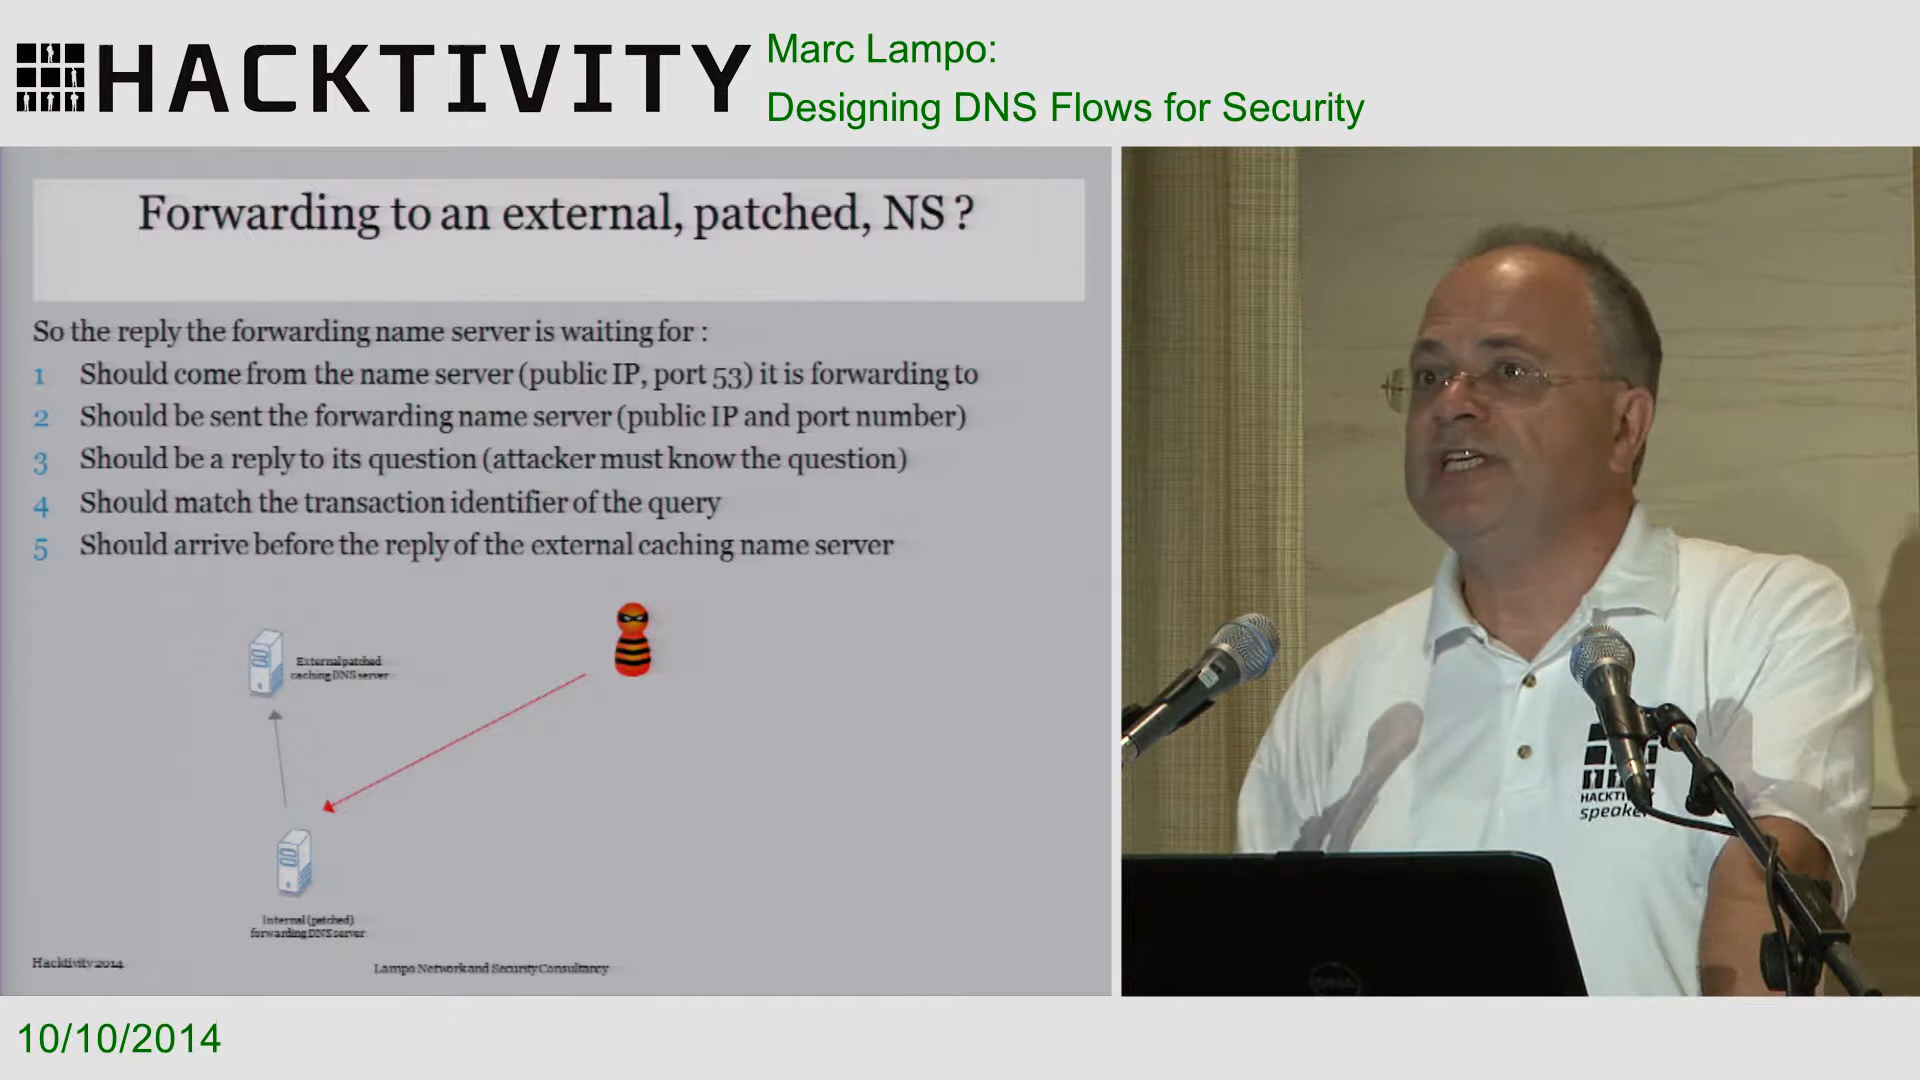 HACKTIVITY
Marc Lampo:
Designing DNS Flows for Security
Forwarding to an external, patched, NS ?
So the reply the forwarding name server is waiting for :
1 Should come from the name server (public IP, port 53) it is forwarding to
2 Should be sent the forwarding name server (public IP and port number)
3 Should be a reply to its question (attacker must know the question)
4 Should match the transaction identifier of the query
5 Should arrive before the reply of the external caching name server
External patched
caching DNS server
Internal (patched)
forwarding DNS server
Hacktivity 2014
Lampo Network and Security Consultancy
HACKTIVITY
speaker
DELL
10/10/2014